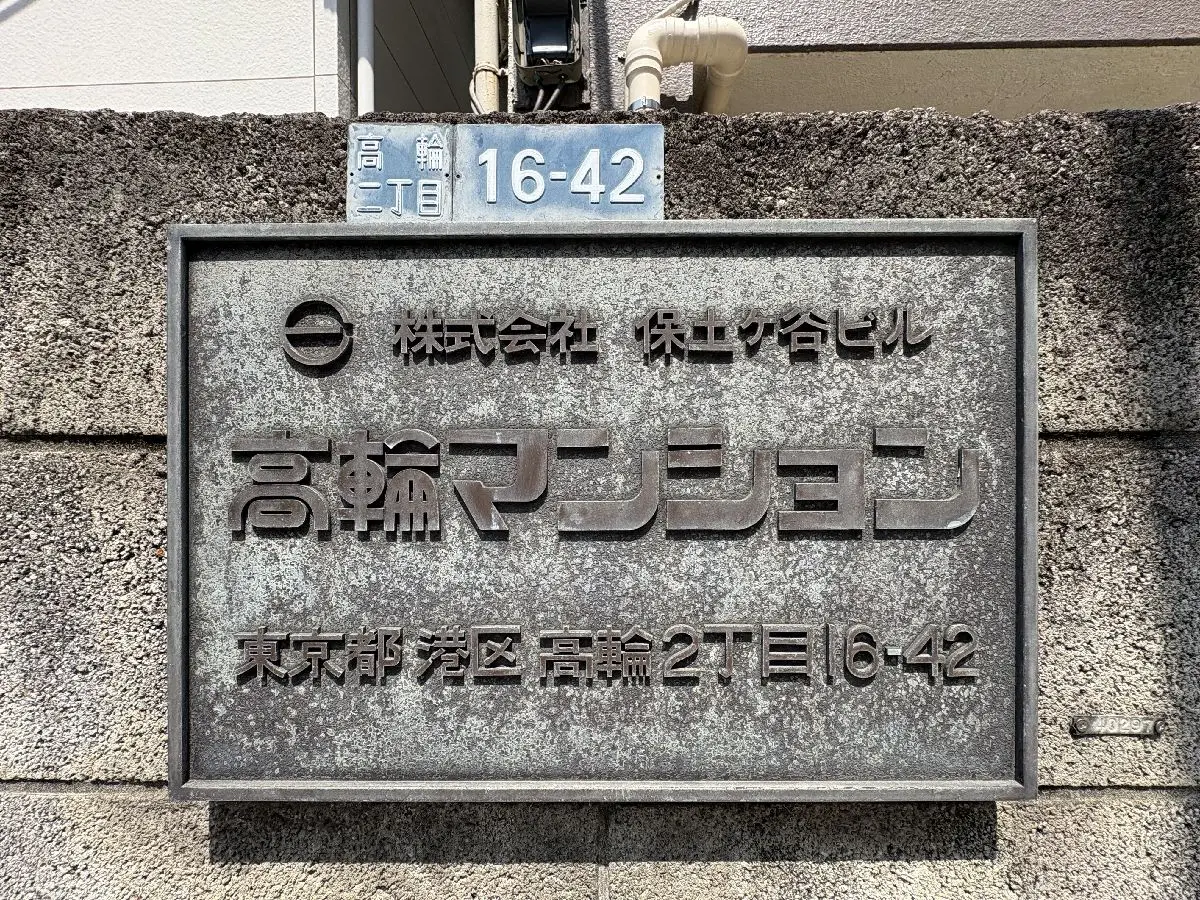 高輪
二丁目
16-42
株式会社 保土ケ谷ビル
高輪マンション
東京都 港区 高輪2丁目16-42